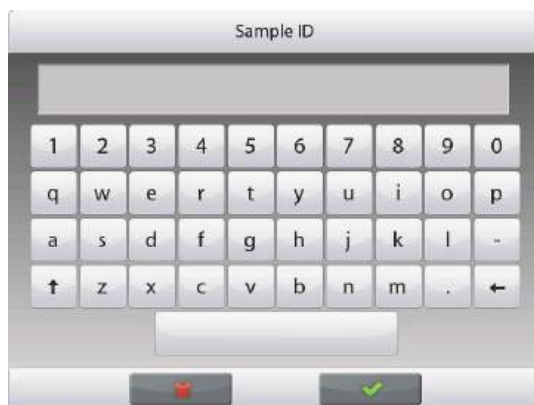 Sample ID
1 2 3 4 5 6 7 8 9 0
q w e r t y u i o p
a s d f g h j k l -
↑ z x c v b n m . ←